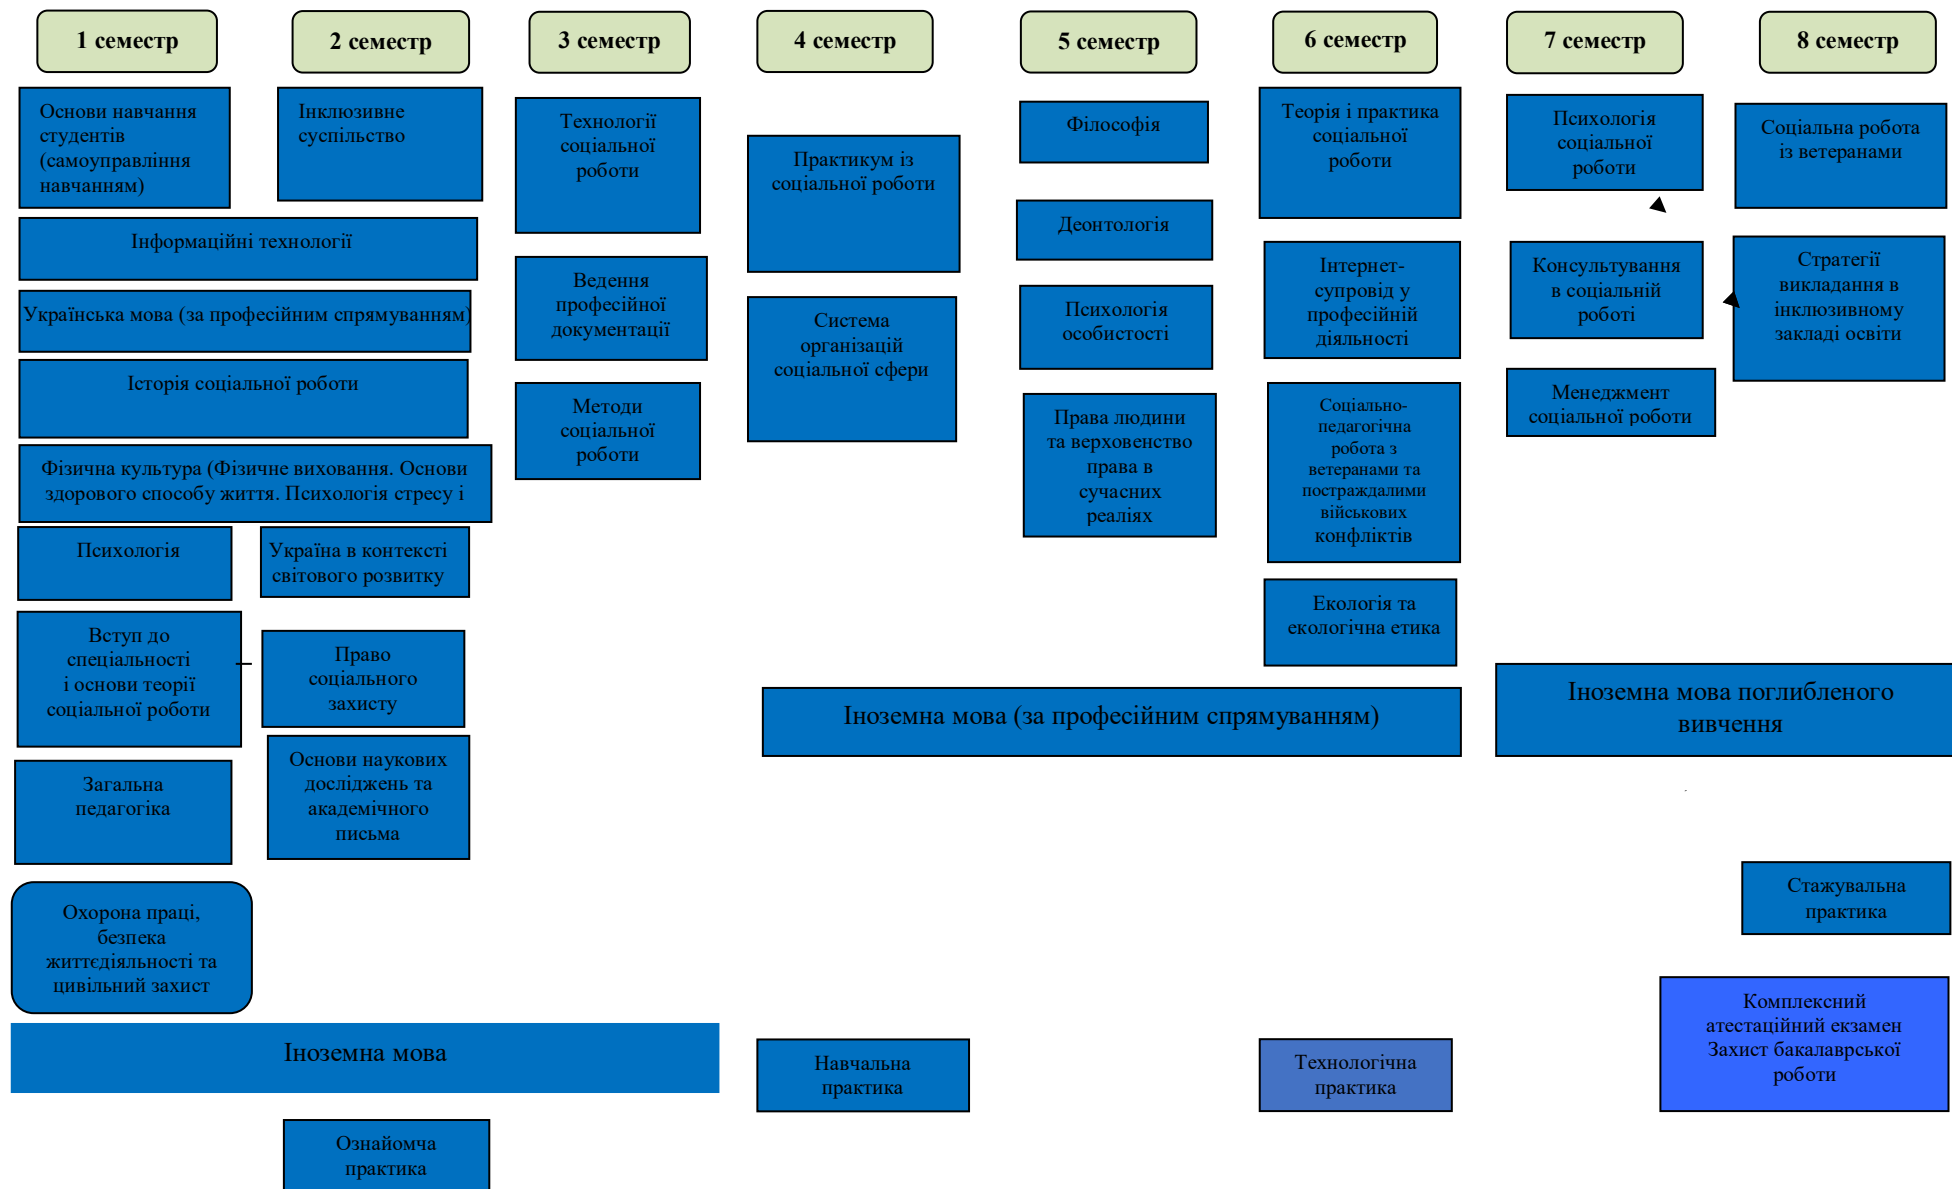 1 семестр
2 семестр
3 семестр
4 семестр
5 семестр
6 семестр
7 семестр
8 семестр
Основи навчання
студентів
(самоуправління
навчанням)
Інклюзивне
суспільство
Технології
соціальної
роботи
Практикум із
соціальної роботи
Філософія
Теорія і практика
соціальної
роботи
Психологія
соціальної
роботи
Соціальна робота
із ветеранами
Інформаційні технології
Деонтологія
Ведення
професійної
документації
Інтернет-
супровід у
професійній
діяльності
Консультування
в соціальній
роботі
Стратегії
викладання в
інклюзивному
закладі освіти
Українська мова (за професійним спрямуванням)
Система
організацій
соціальної сфери
Психологія
особистості
Історія соціальної роботи
Методи
соціальної
роботи
Права людини
та верховенство
права в
сучасних
реаліях
Соціально-
педагогічна
робота з
ветеранами та
постраждалими
військових
конфліктів
Менеджмент
соціальної роботи
Фізична культура (Фізичне виховання. Основи
здорового способу життя. Психологія стресу і
Психологія
Україна в контексті
світового розвитку
Екологія та
екологічна етика
Вступ до
спеціальності
і основи теорії
соціальної роботи
Право
соціального
захисту
Іноземна мова (за професійним спрямуванням)
Іноземна мова поглибленого
вивчення
Загальна
педагогіка
Основи наукових
досліджень та
академічного
письма
Охорона праці,
безпека
життєдіяльності та
цивільний захист
Стажувальна
практика
Іноземна мова
Навчальна
практика
Технологічна
практика
Комплексний
атестаційний екзамен
Захист бакалаврської
роботи
Ознайомча
практика